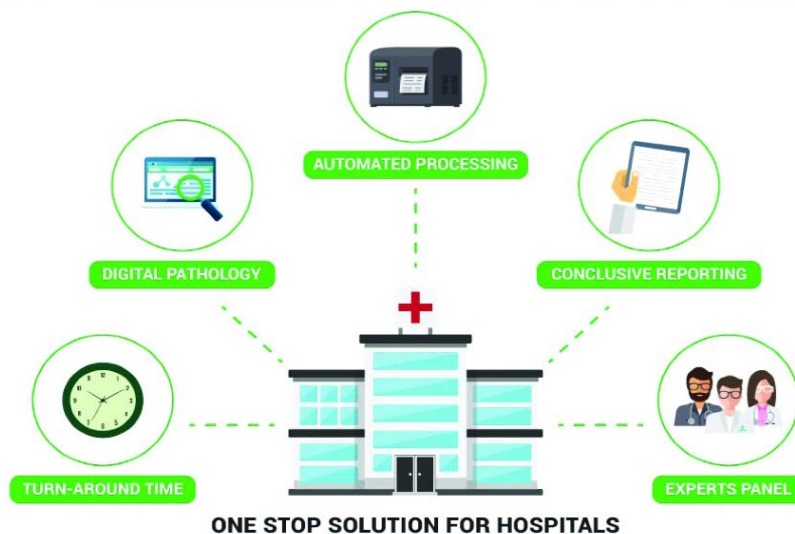 AUTOMATED PROCESSING
DIGITAL PATHOLOGY
CONCLUSIVE REPORTING
TURN-AROUND TIME
EXPERTS PANEL
ONE STOP SOLUTION FOR HOSPITALS